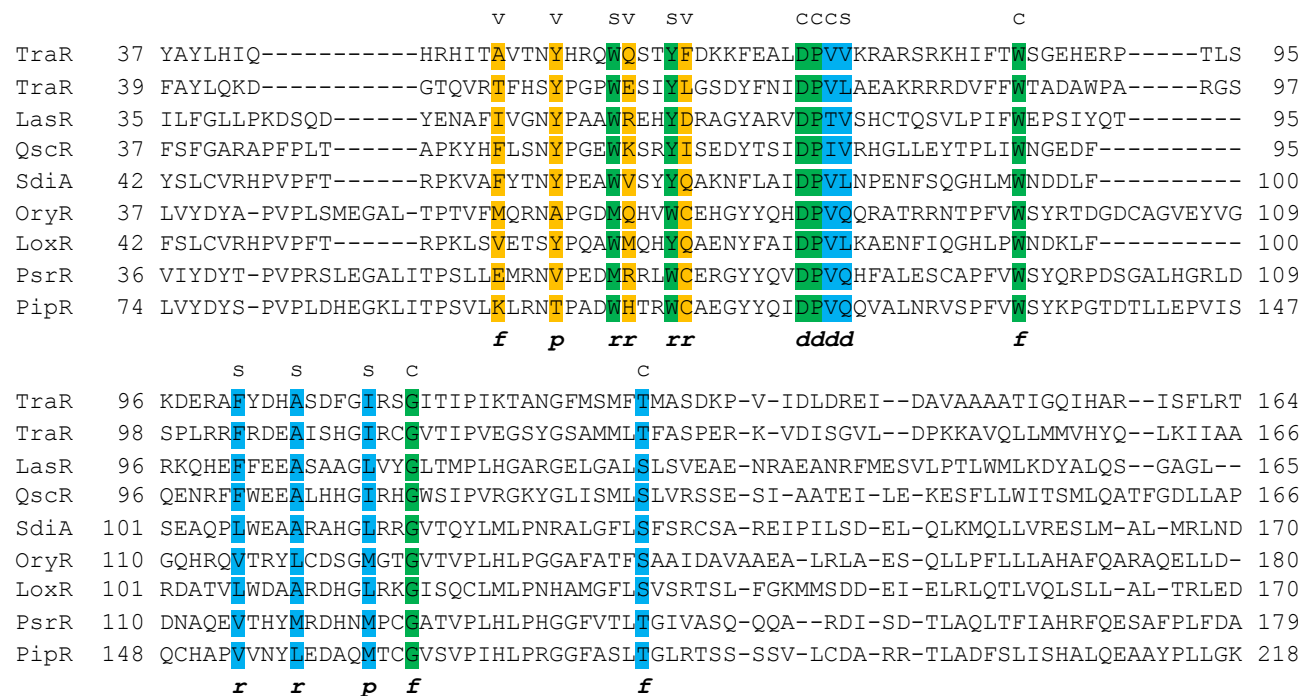 v v sv sv cccs c
TraR 37 YAYLHIQ-----------HRHITAVTNYHRQWQSTYFDKKFEALDPVVKRARSRKHIFTWSGEHERP----TLS 95
TraR 39 FAYLQKD-----------GTQVRTFHSYPGPWESIYLGSDYFNIDPVLAEAKRRRDVFFWTADAWPA----RGS 97
LasR 35 ILFGLLPKDSQD------YENAFIVGNYPAAWREHYDRAGYARVDPTVSHCTQSVLPIFWEPSIYQT-------- 95
QscR 37 FSFGARAPFPLT------APKYHFLSNYPGEWKSRYISEDYTSIDPIVRHGLLEYTPLIWNGEDF---------- 95
SdiA 42 YSLCVRHPVPFT------RPKVAFYTNYPEAWVSYYQAKNFLAIDPVLNPENFSQGHLMWNDDLF---------- 100
OryR 37 LVYDYA-PVPLSMEGAL-TPTVFMQRNAPGDMQHVWCEHGYYQHDPVQQRATRRNTPFVWSYRTDGDCAGVEYVG 109
LoxR 42 FSLCVRHPVPFT------RPKLSVETSYPQAWMQHYQAENYFAIDPVLKAENFIQGHLPWNDKLF---------- 100
PsrR 36 VIYDYT-PVPRSLEGALITPSLLEMRNVPEDMRRLWCERGYYQVDPVQHFALESCAPFVWSYQRPDSGALHGRLD 109
PipR 74 LVYDYS-PVPLDHEGKLITPSVLKLRNTPADWHTRWCAEGYYQIDPVQQVALNRVSPFVWSYKPGTDTLLEPVIS 147
f p rr rr dddd f
s s s c c
TraR 96 KDERAFYDHASDFGIRSGITIPIKTANGFMSMFTMASDKP-V-IDLDREI--DAVAAAATIGQIHAR--ISFLRT 164
TraR 98 SPLRRFRDEAISHGIRCGVTIPVEGSYGSAMMLTFASPER-K-VDISGVL--DPKKAVQLLMMVHYQ--LKIIAA 166
LasR 96 RKQHEFFEEASAAGLVYGLTMPLHGARGELGALSLSVEAE-NRAEANRFMESVLPTLWMLKDYALQS--GAGL-- 165
QscR 96 QENRFFWEEALHHGIRHGWSIPVRGKYGLISMLSLVRSSE-SI-AATEI-LE-KESFLLWITSMLQATFGDLLAP 166
SdiA 101 SEAQPLWEAARAHGLRRGVTQYLMLPNRALGFLSFSRCSA-REIPILSD-EL-QLKMQLLVRESLM-AL-MRLND 170
OryR 110 GQHRQVTRYLCDSGMGTGVTVPLHLPGGAFATFSAAIDAVAAEA-LRLA-ES-QLLPFLLLAHAFQARAQELLD- 180
LoxR 101 RDATVLWDAARDHGLRKGISQCLMLPNHAMGFLSVSRTSL-FGKMMSDD-EI-ELRLQTLVQLSLL-AL-TRLED 170
PsrR 110 DNAQEVTHYMRDHNMPCGATVPLHLPHGGFVTLTGIVASQ-QQA--RDI-SD-TLAQLTFIAHRFQESAFPLFDA 179
PipR 148 QCHAPVVNYLEDAQMTCGVSVPIHLPRGGFASLTGLRTSS-SSV-LCDA-RR-TLADFSLISHALQEAAYPLLGK 218
r r p f f